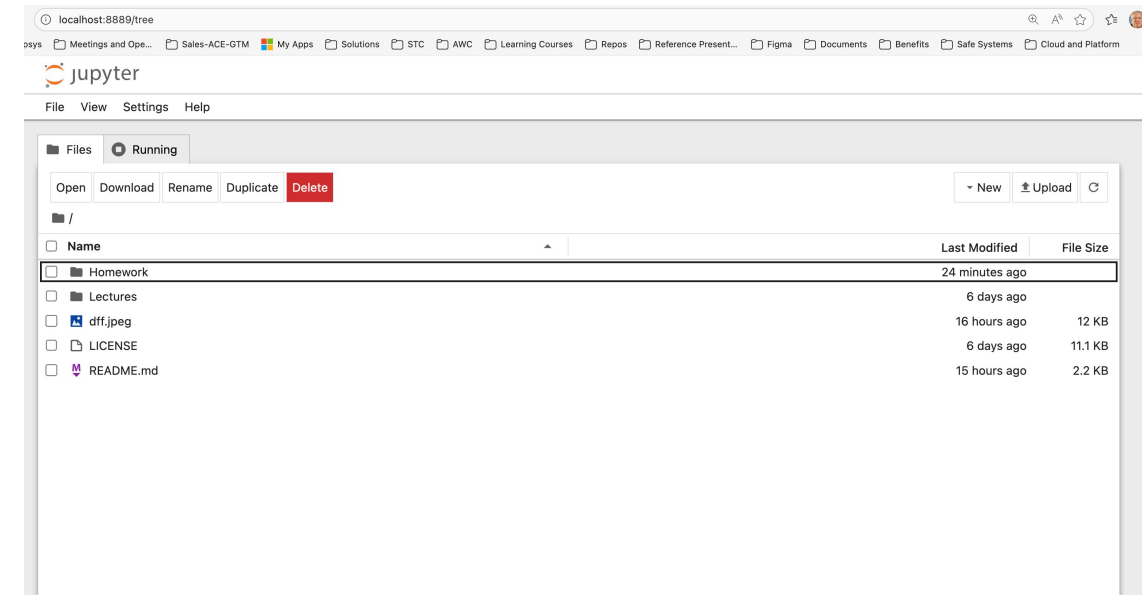 localhost:8889/tree
osys Meetings and Ope... Sales-ACE-GTM My Apps Solutions STC AWC Learning Courses Repos Reference Present... Figma Documents Benefits Safe Systems Cloud and Platform
jupyter
File View Settings Help
Files Running
Open Download Rename Duplicate Delete New Upload
/
Name Last Modified File Size
Homework 24 minutes ago
Lectures 6 days ago
dff.jpeg 16 hours ago 12 KB
LICENSE 6 days ago 11.1 KB
README.md 15 hours ago 2.2 KB